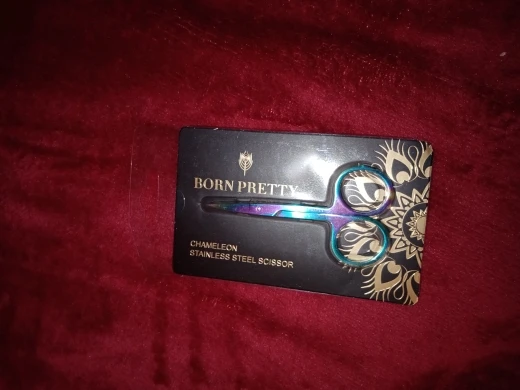 BORN PRETTY
CHAMELEON
STAINLESS STEEL SCISSOR